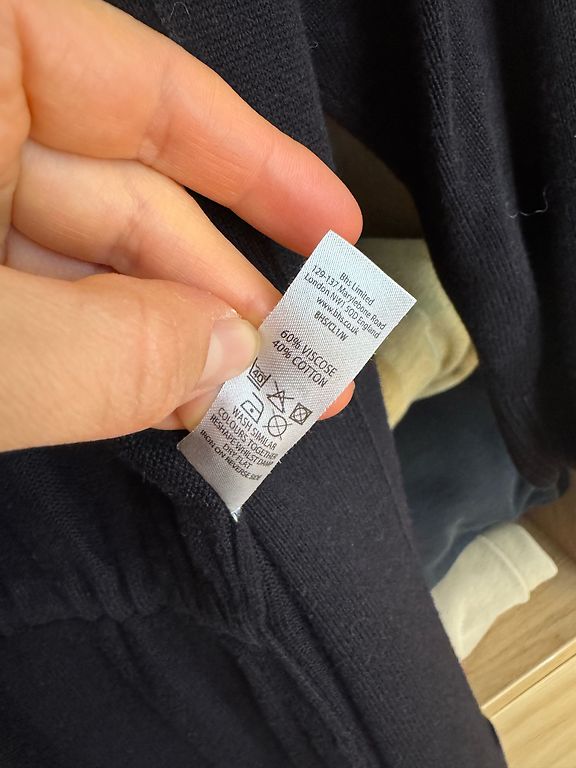 Bhs Limited
129-137 Marylebone Road
London NW1 5QD England
www.bhs.co.uk
BHS/CL1/W
60% VISCOSE
40% COTTON
40
WASH SIMILAR
COLOURS TOGETHER
RESHAPE WHILST DAMP
DRY FLAT
IRON ON REVERSE SIDE